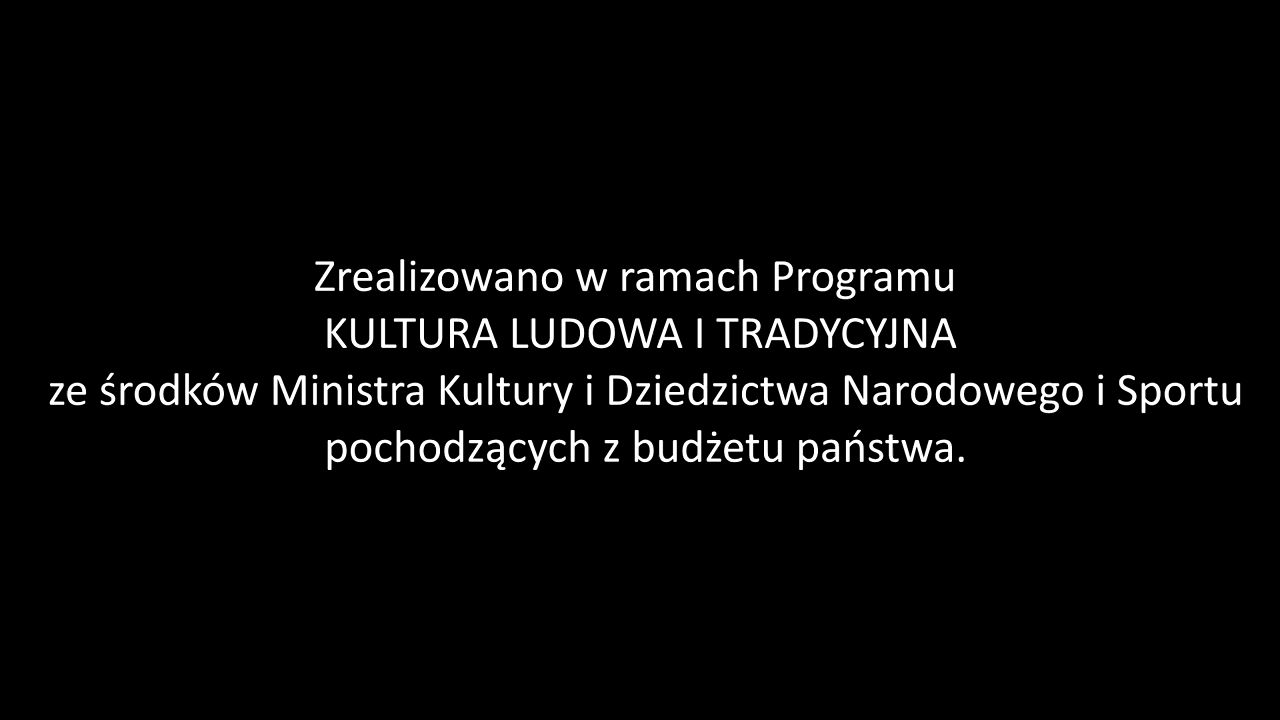 Zrealizowano w ramach Programu
KULTURA LUDOWA I TRADYCYJNA
ze środków Ministra Kultury i Dziedzictwa Narodowego i Sportu
pochodzących z budżetu państwa.